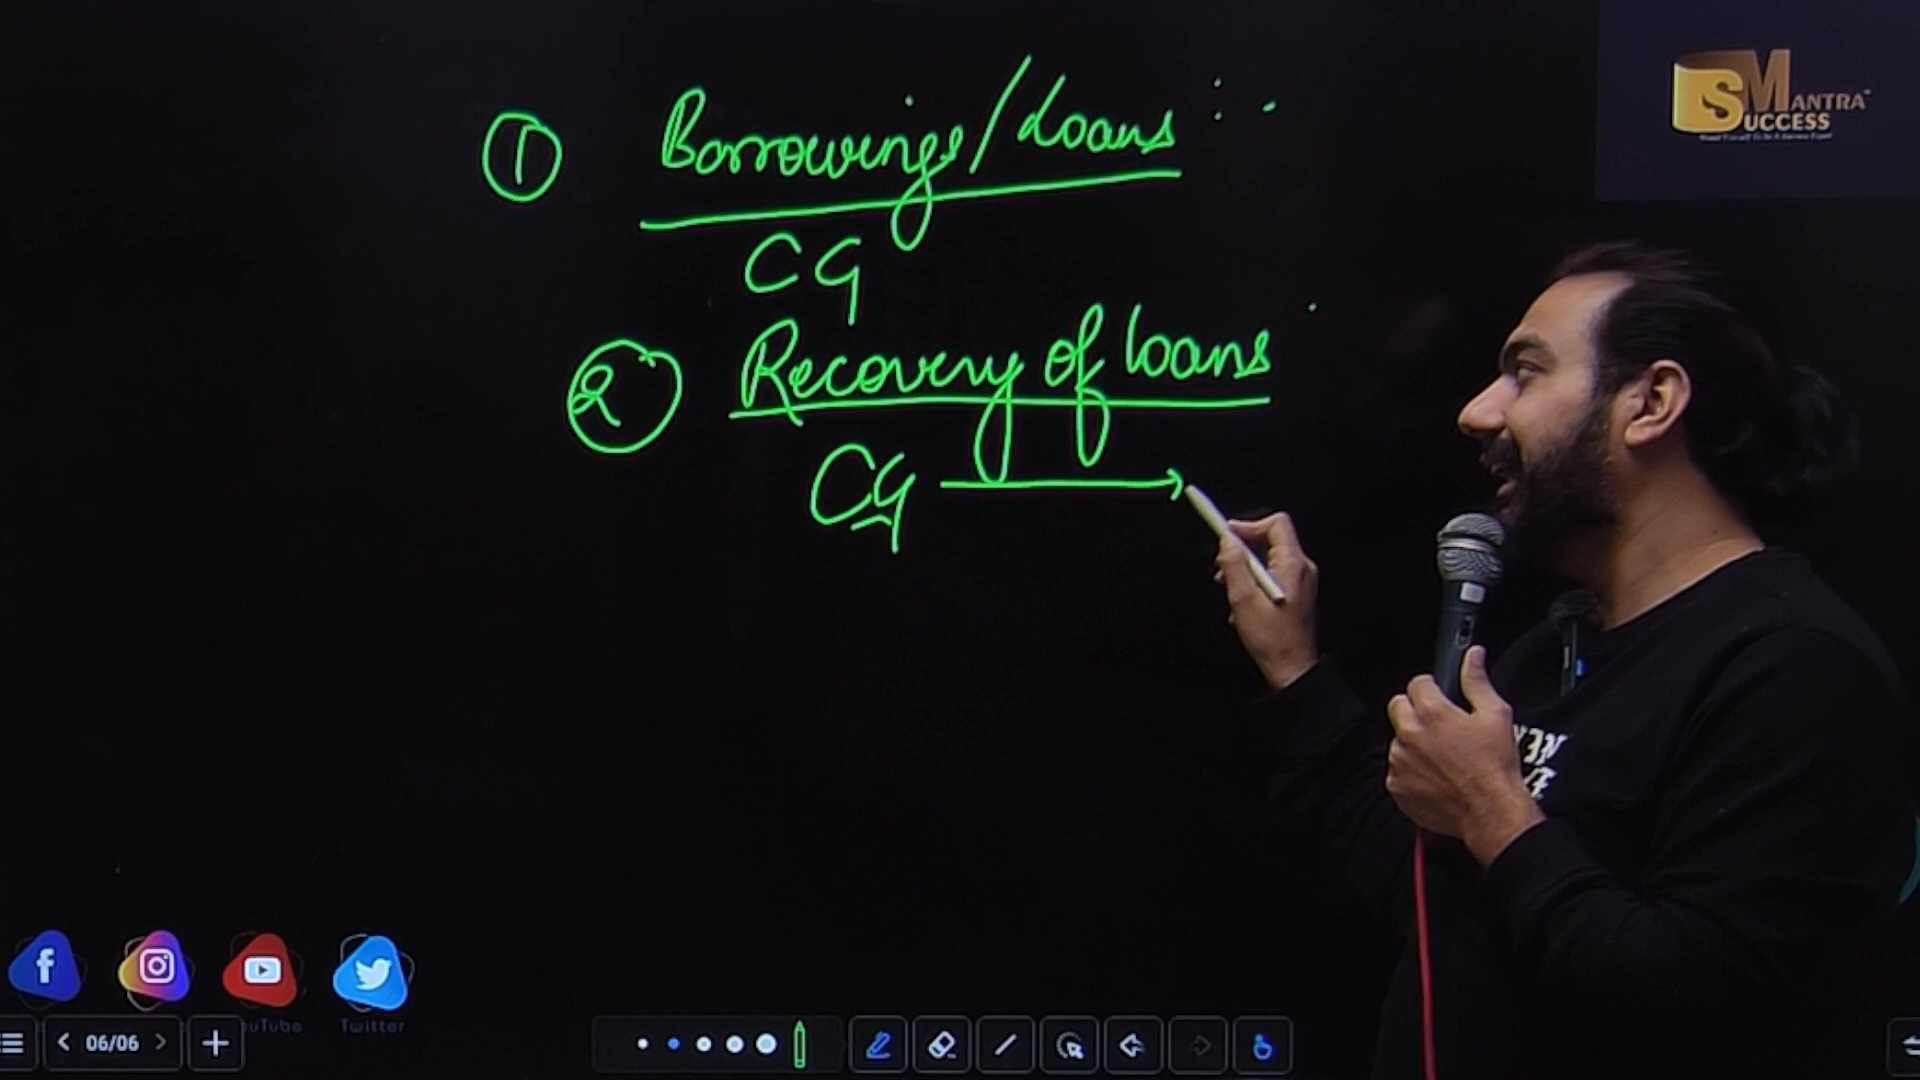 SMANTRA
SUCCESS
① Borrowings/Loans :-
CG
② Recovery of loans
CG →
06/06
Twitter